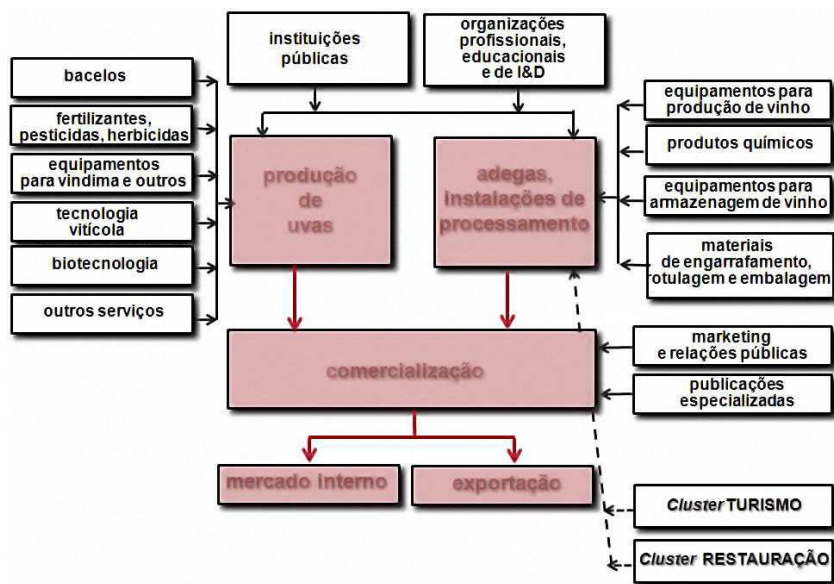 instituições
públicas
organizações
profissionais,
educacionais
e de I&D
bacelos
fertilizantes,
pesticidas, herbicidas
equipamentos
para vindima e outros
tecnologia
vitícola
biotecnologia
outros serviços
produção
de
uvas
adegas,
instalações de
processamento
equipamentos para
produção de vinho
produtos químicos
equipamentos para
armazenagem de vinho
materiais
de engarrafamento,
rotulagem e embalagem
comercialização
marketing
e relações públicas
publicações
especializadas
mercado interno
exportação
Cluster TURISMO
Cluster RESTAURAÇÃO